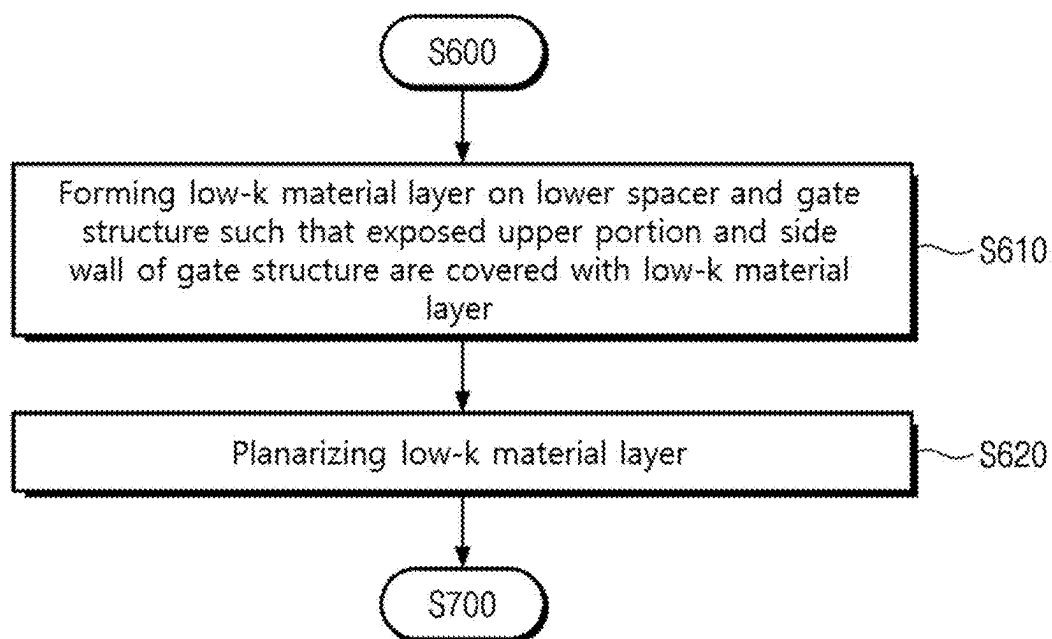 S600
Forming low-k material layer on lower spacer and gate
structure such that exposed upper portion and side
wall of gate structure are covered with low-k material
layer
S610
Planarizing low-k material layer
S620
S700